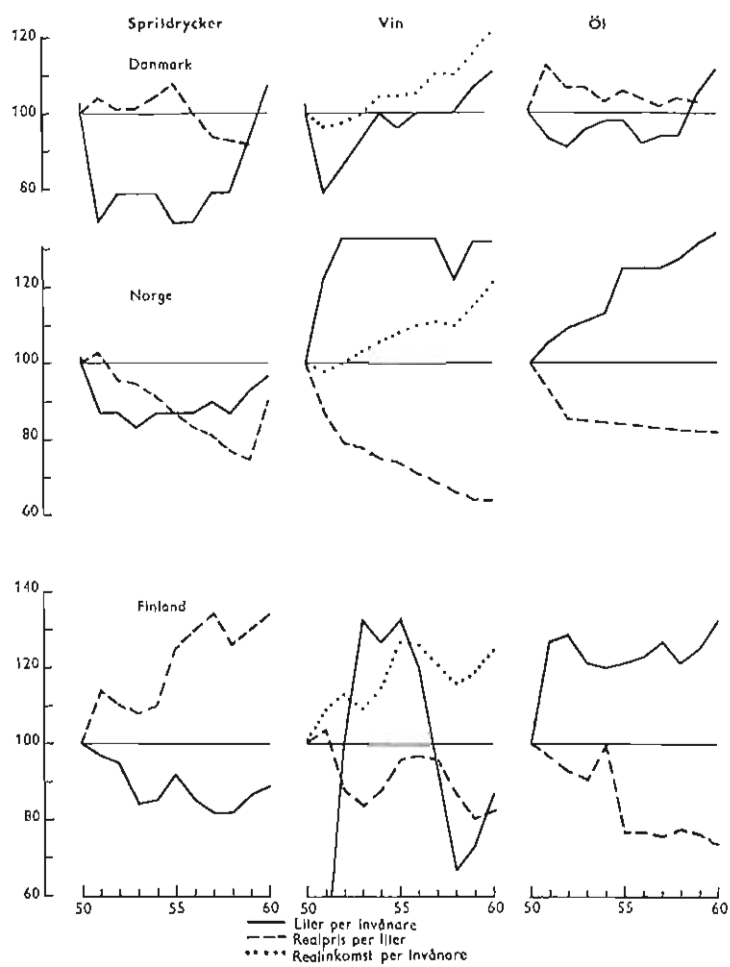 Spritdrycker Vin Öl
120
Danmark
100
80
120
Norge
100
80
60
140
Finland
120
100
80
60
50 55 60 50 55 60 50 55 60
Liter per invånare
Realpris per liter
Realinkomst per invånare